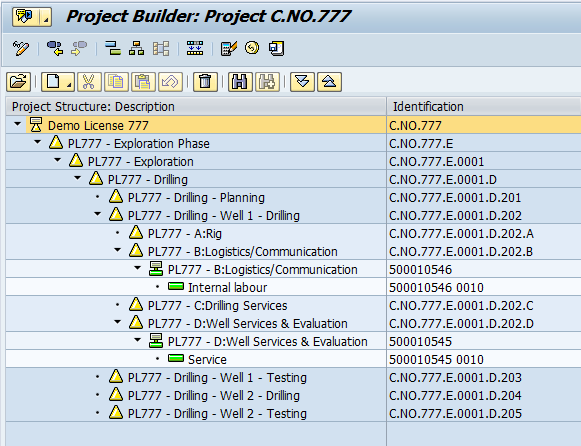 Project Builder: Project C.NO.777
Project Structure: Description Identification
Demo License 777 C.NO.777
PL777 - Exploration Phase C.NO.777.E
PL777 - Exploration C.NO.777.E.0001
PL777 - Drilling C.NO.777.E.0001.D
PL777 - Drilling - Planning C.NO.777.E.0001.D.201
PL777 - Drilling - Well 1 - Drilling C.NO.777.E.0001.D.202
PL777 - A:Rig C.NO.777.E.0001.D.202.A
PL777 - B:Logistics/Communication C.NO.777.E.0001.D.202.B
PL777 - B:Logistics/Communication 500010546
Internal labour 500010546 0010
PL777 - C:Drilling Services C.NO.777.E.0001.D.202.C
PL777 - D:Well Services & Evaluation C.NO.777.E.0001.D.202.D
PL777 - D:Well Services & Evaluation 500010545
Service 500010545 0010
PL777 - Drilling - Well 1 - Testing C.NO.777.E.0001.D.203
PL777 - Drilling - Well 2 - Drilling C.NO.777.E.0001.D.204
PL777 - Drilling - Well 2 - Testing C.NO.777.E.0001.D.205